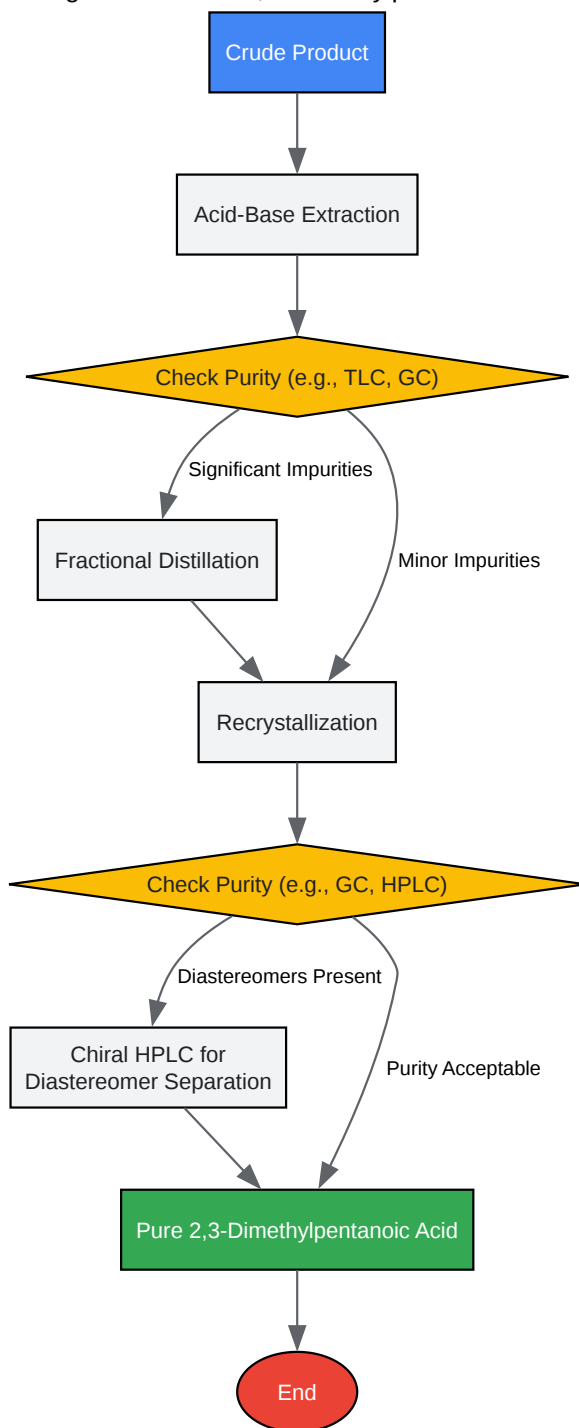 Crude Product
Acid-Base Extraction
Check Purity (e.g., TLC, GC)
Significant Impurities
Fractional Distillation
Minor Impurities
Recrystallization
Check Purity (e.g., GC, HPLC)
Diastereomers Present
Chiral HPLC for
Diastereomer Separation
Purity Acceptable
Pure 2,3-Dimethylpentanoic Acid
End